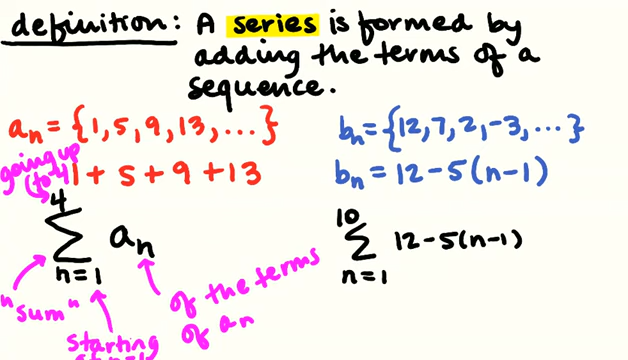 definition: A series is formed by
adding the terms of a
sequence.
aₙ = {1, 5, 9, 13, ...}
going up
(to 4)
1 + 5 + 9 + 13
4
∑ aₙ
n=1
"sum"
starting
at n=1
of the terms
of aₙ
bₙ = {12, 7, 2, -3, ...}
bₙ = 12 - 5(n-1)
10
∑ 12 - 5(n-1)
n=1